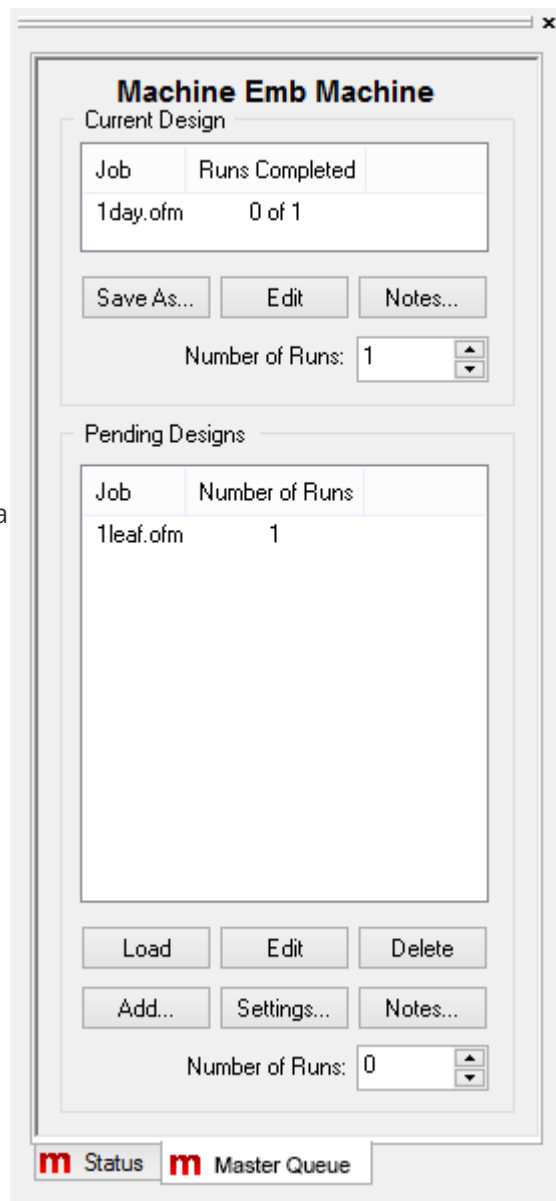 x
Machine Emb Machine
Current Design
Job Runs Completed
1day.ofm 0 of 1
Save As... Edit Notes...
Number of Runs: 1
Pending Designs
Job Number of Runs
a
1leaf.ofm 1
Load Edit Delete
Add... Settings... Notes...
Number of Runs: 0
m Status m Master Queue